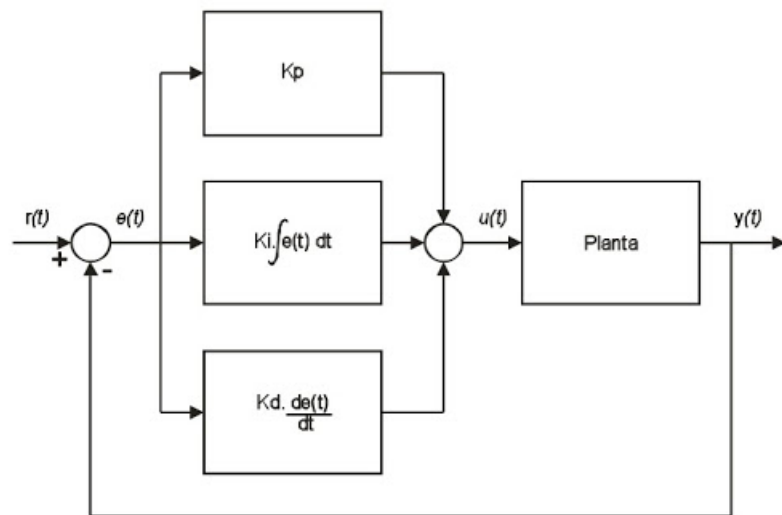 Kp
r(t)
e(t)
+
-
Ki.∫e(t) dt
u(t)
Planta
y(t)
Kd. de(t)
dt